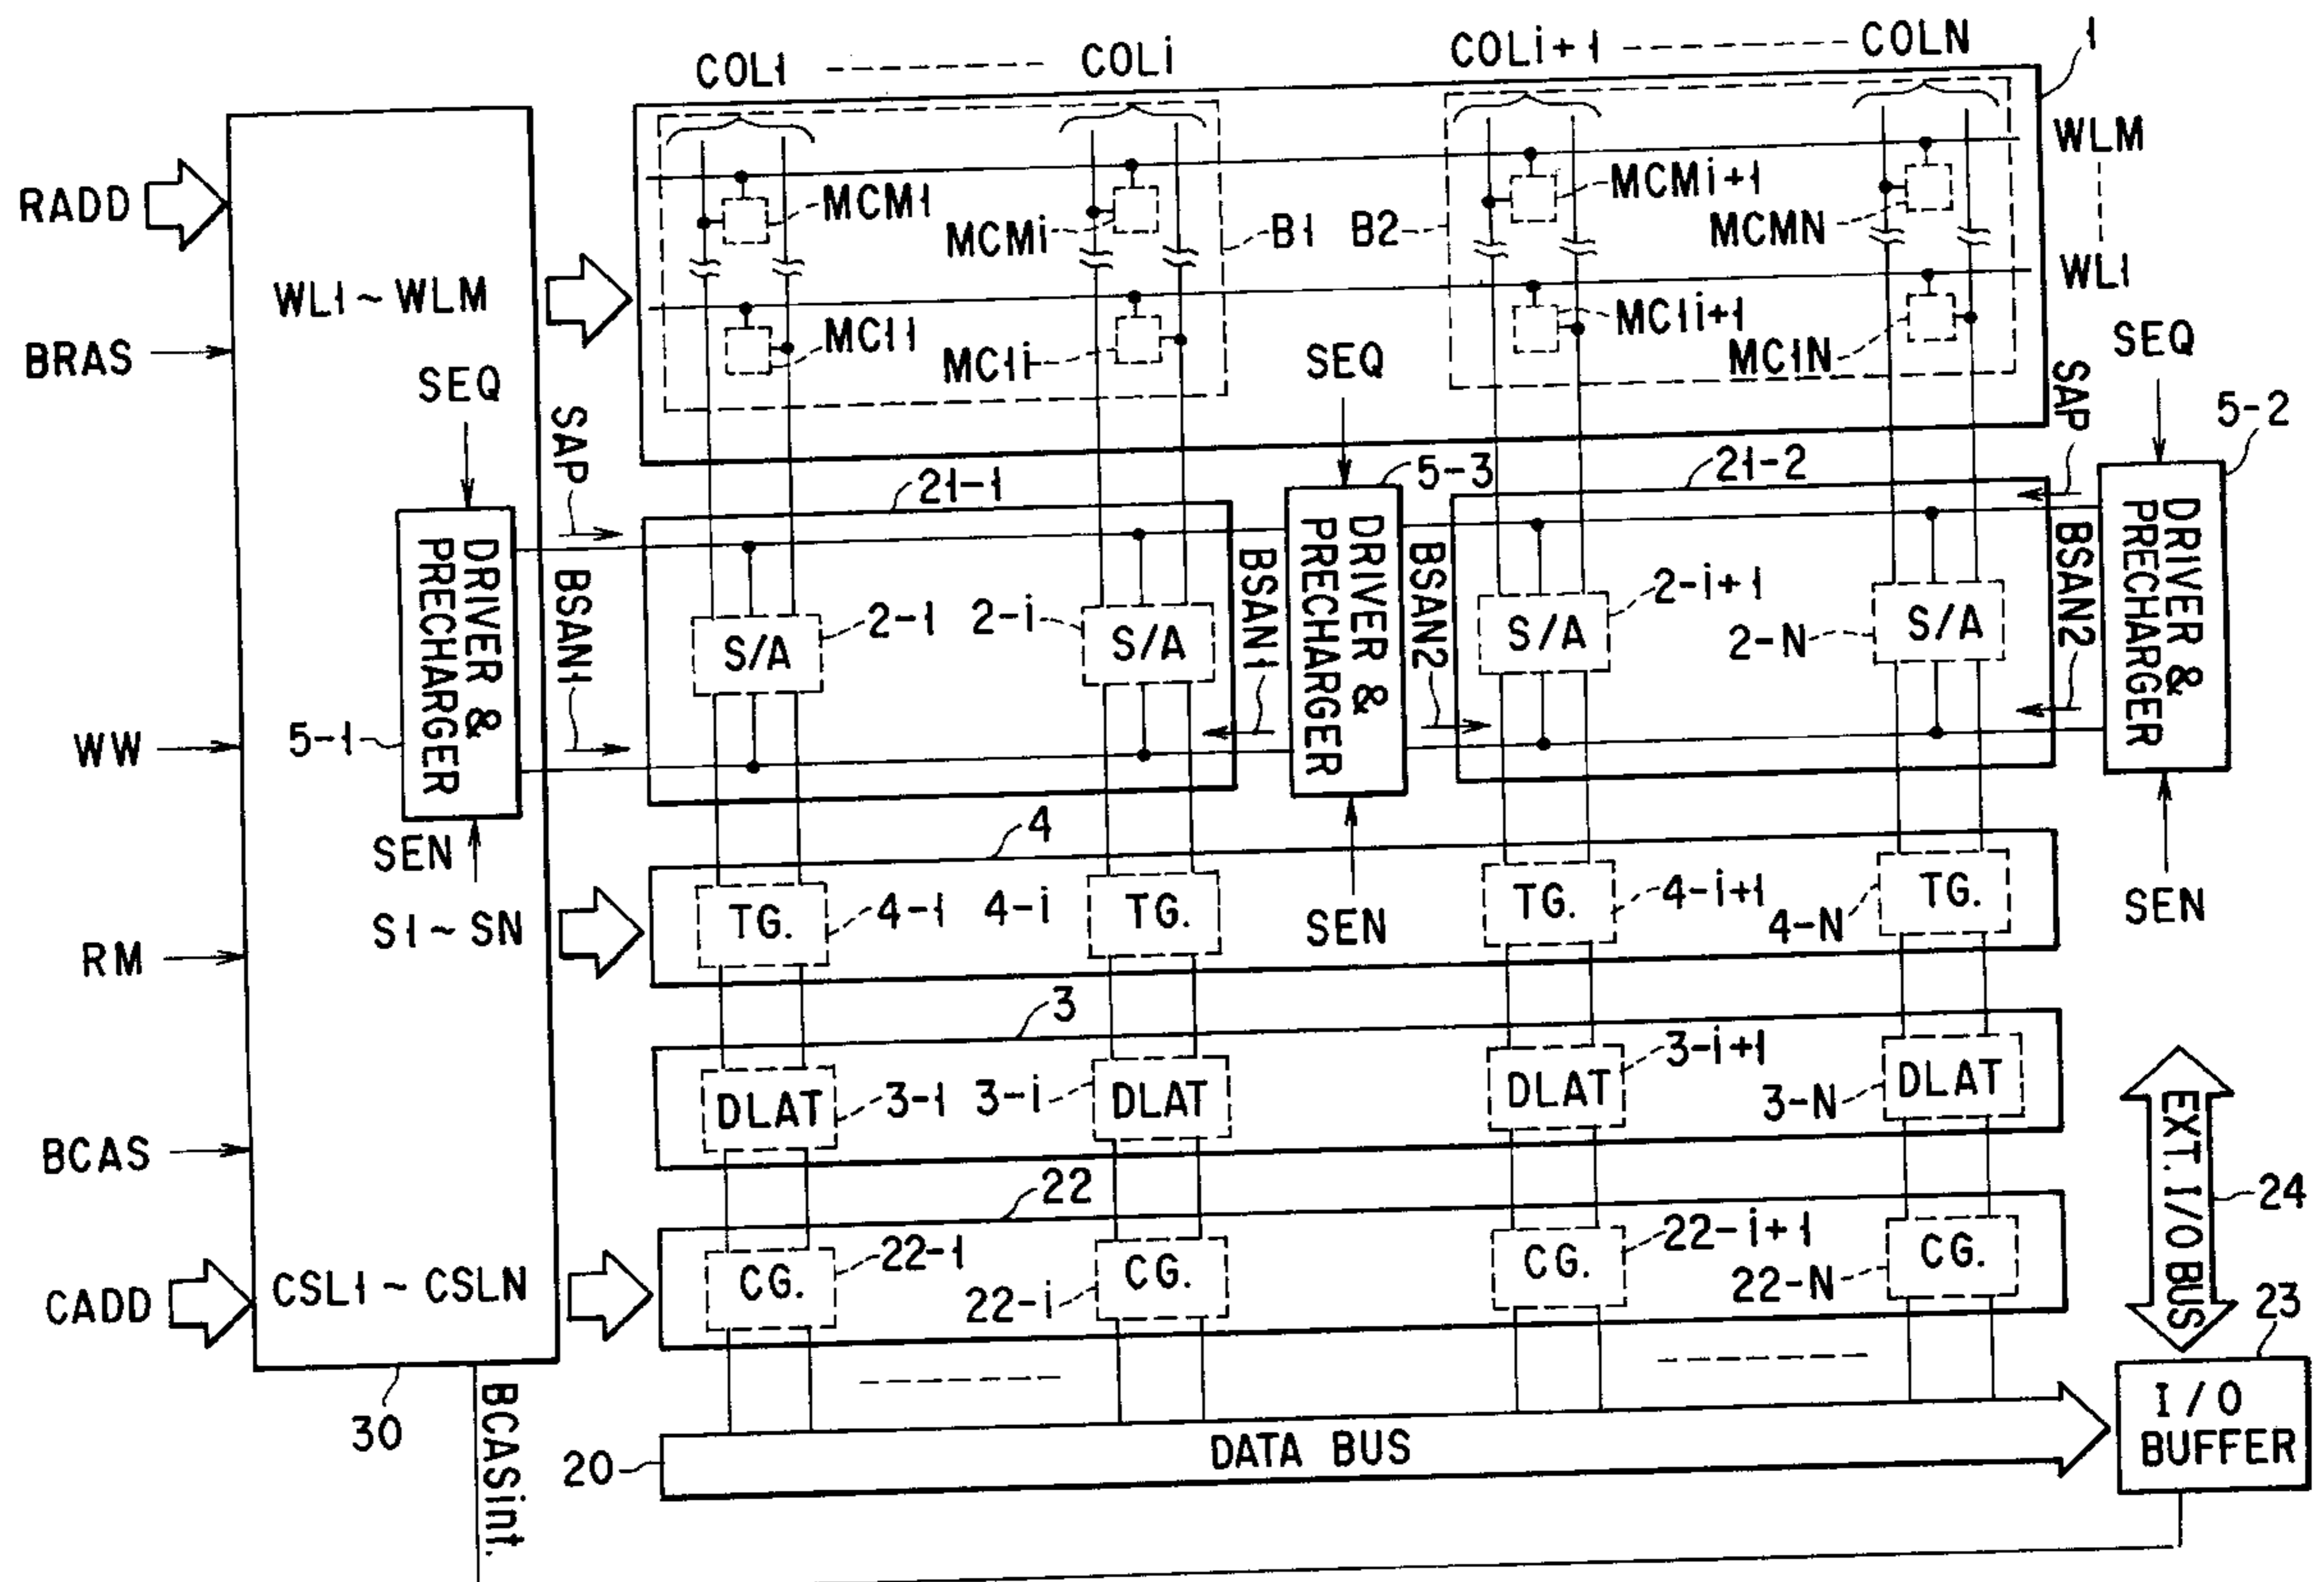 COL1 COLi COLi+1 COLN 1
RADD
BRAS
WW
RM
BCAS
CADD
WL1~WLM
SEQ
DRIVER &
PRECHARGER
5-1
SEN
S1~SN
CSL1~CSLN
30
BCASint.
SAP
BSAN1
MCM1
MCMi
B1
B2
MCMi+1
MCMN
WLM
MC11
MC1i
MC1i+1
MC1N
WL1
SEQ
SEQ
SAP
5-2
21-1
5-3
21-2
S/A
2-1
2-i
S/A
BSAN1
DRIVER &
PRECHARGER
BSAN2
S/A
2-i+1
2-N
S/A
BSAN2
DRIVER &
PRECHARGER
SEN
SEN
4
TG.
4-1
4-i
TG.
TG.
4-i+1
4-N
TG.
3
DLAT
3-1
3-i
DLAT
DLAT
3-i+1
3-N
DLAT
22
CG.
22-1
22-i
CG.
CG.
22-i+1
22-N
CG.
EXT. I/O BUS
24
23
I/O
BUFFER
20
DATA BUS